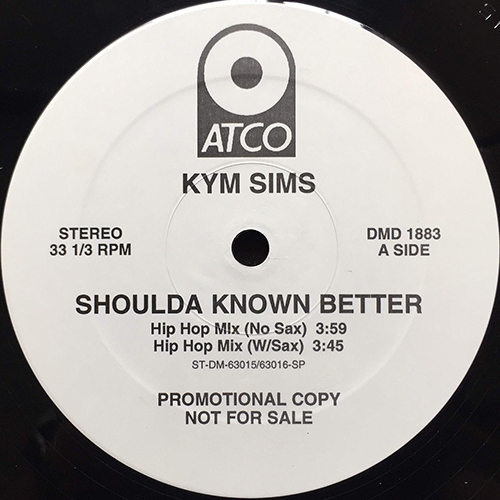 ATCO
KYM SIMS
STEREO
33 1/3 RPM
DMD 1883
A SIDE
SHOULDA KNOWN BETTER
Hip Hop Mix (No Sax) 3:59
Hip Hop Mix (W/Sax) 3:45
ST-DM-63015/63016-SP
PROMOTIONAL COPY
NOT FOR SALE